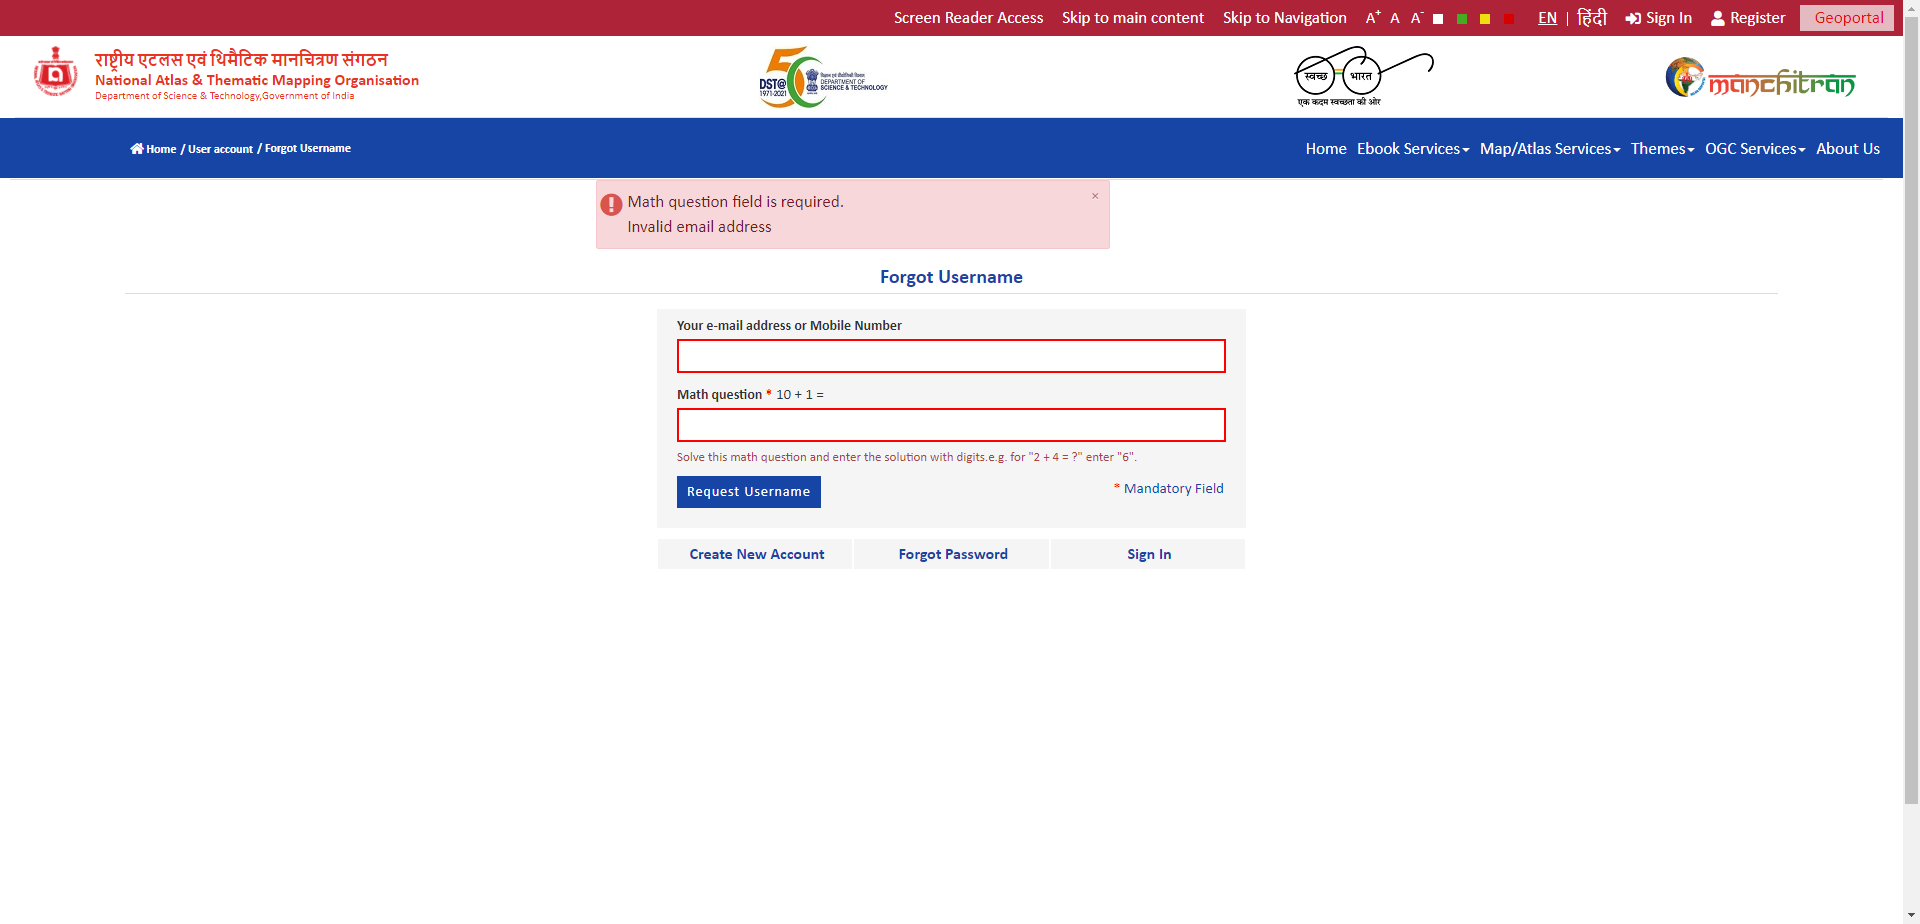 Screen Reader Access Skip to main content Skip to Navigation A+ A A- EN | हिंदी Sign In Register Geoportal
राष्ट्रीय एटलस एवं थिमैटिक मानचित्रण संगठन
National Atlas & Thematic Mapping Organisation
Department of Science & Technology,Government of India
50
DST@
1971-2021
विज्ञान एवं प्रौद्योगिकी विभाग
DEPARTMENT OF
SCIENCE & TECHNOLOGY
स्वच्छ भारत
एक कदम स्वच्छता की ओर
manchitran
Home / User account / Forgot Username
Home Ebook Services Map/Atlas Services Themes OGC Services About Us
Math question field is required. ×
Invalid email address
Forgot Username
Your e-mail address or Mobile Number
Math question * 10 + 1 =
Solve this math question and enter the solution with digits.e.g. for "2 + 4 = ?" enter "6".
Request Username
* Mandatory Field
Create New Account Forgot Password Sign In